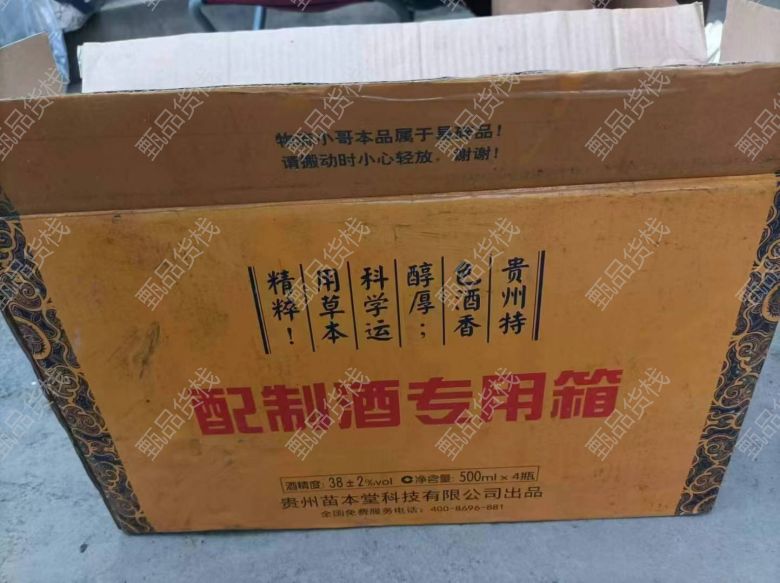 物流小哥本品属于易碎品！
请搬动时小心轻放。谢谢！
贵州特
色酒香
醇厚；
科学运
用草本
精粹！
配制酒专用箱
酒精度：38±2%vol 净含量：500ml×4瓶
贵州苗本堂科技有限公司出品
全国免费服务电话：400-8696-881
甄品货栈